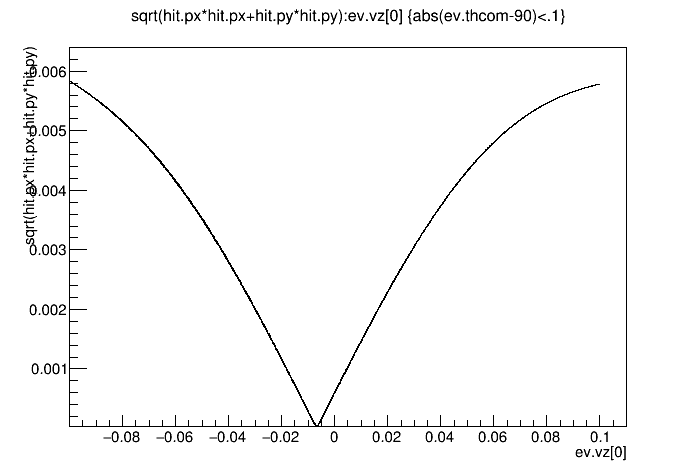 sqrt(hit.px*hit.px+hit.py*hit.py):ev.vz[0] {abs(ev.thcom-90)<.1}
sqrt(hit.px*hit.px+hit.py*hit.py)
0.006
0.005
0.004
0.003
0.002
0.001
−0.08 −0.06 −0.04 −0.02 0 0.02 0.04 0.06 0.08 0.1
ev.vz[0]